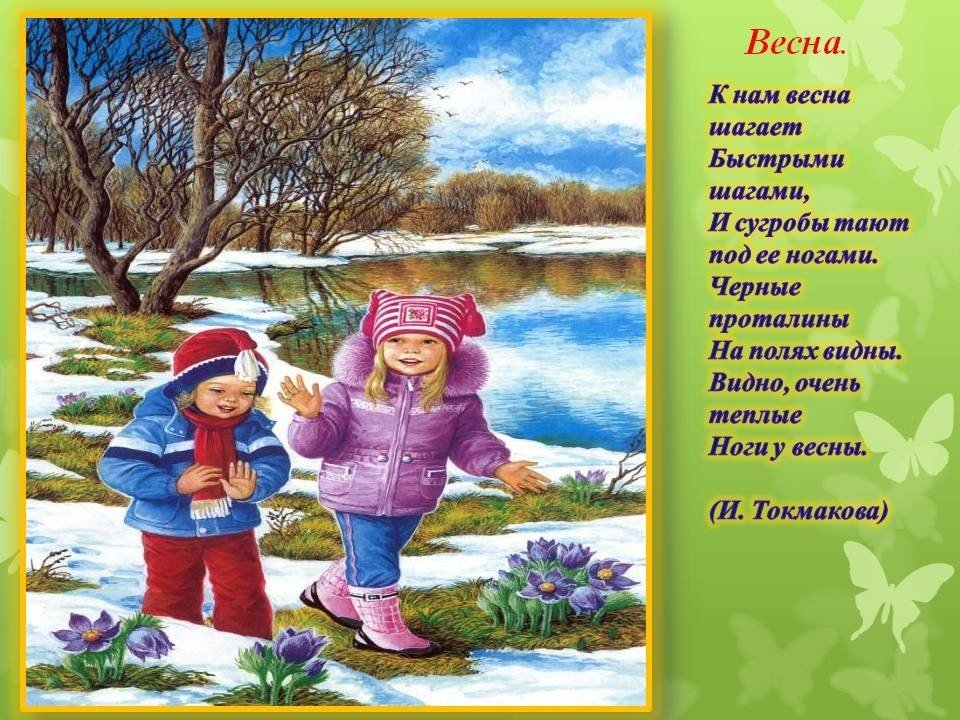 Весна.
К нам весна
шагает
Быстрыми
шагами,
И сугробы тают
под ее ногами.
Черные
проталины
На полях видны.
Видно, очень
теплые
Ноги у весны.
(И. Токмакова)